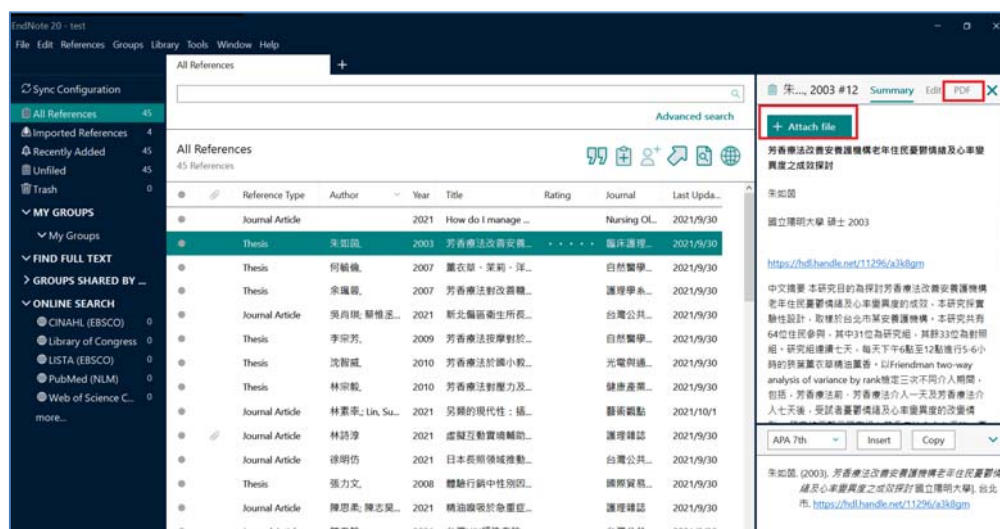 EndNote 20 - test
File Edit References Groups Library Tools Window Help
All References
+
Sync Configuration
All References 45
Imported References 4
Recently Added 45
Unfiled 45
Trash 0
MY GROUPS
My Groups
FIND FULL TEXT
GROUPS SHARED BY ...
ONLINE SEARCH
CINAHL (EBSCO) 0
Library of Congress 0
LISTA (EBSCO) 0
PubMed (NLM) 0
Web of Science C... 0
more...
Advanced search
All References
45 References
Reference Type Author Year Title Rating Journal Last Upda...
Journal Article 2021 How do I manage ... Nursing Ol... 2021/9/30
Thesis 朱如茵, 2003 芳香療法改善安養... 臨床護理... 2021/9/30
Thesis 何毓倫, 2007 薰衣草、茉莉、洋... 自然醫學... 2021/9/30
Thesis 余珮蓉, 2007 芳香療法對改善輪... 護理學系... 2021/9/30
Journal Article 吳肖琪; 蔡惟丞... 2021 新北偏區衛生所長... 台灣公共... 2021/9/30
Thesis 李宗芳, 2009 芳香療法按摩對於... 自然醫學... 2021/9/30
Thesis 沈智威, 2010 芳香療法於國小教... 光電與通... 2021/9/30
Thesis 林宗毅, 2010 芳香療法對壓力及... 健康產業... 2021/9/30
Journal Article 林素幸,; Lin, Su... 2021 另類的現代性：插... 藝術觀點 2021/10/1
Journal Article 林詩淳 2021 虛擬互動實境輔助... 護理雜誌 2021/9/30
Journal Article 徐明仿 2021 日本長照領域推動... 台灣公共... 2021/9/30
Thesis 張力文, 2008 體驗行銷中性別因... 國際貿易... 2021/9/30
Journal Article 陳思柔; 陳志昊... 2021 精油嗅吸於急重症... 護理雜誌 2021/9/30
朱..., 2003 #12 Summary Edit PDF
+ Attach file
芳香療法改善安養護機構老年住民憂鬱情緒及心率變
異度之成效探討
朱如茵
國立陽明大學 碩士 2003
https://hdl.handle.net/11296/a3k8gm
中文摘要 本研究目的為探討芳香療法改善安養護機構
老年住民憂鬱情緒及心率變異度的成效，本研究採實
驗性設計，取樣於台北市某安養護機構，本研究共有
64位住民參與，其中31位為研究組，其餘33位為對照
組，研究組連續七天，每天下午6點至12點進行5-6小
時的狹葉薰衣草精油薰香，以Friendman two-way
analysis of variance by rank檢定三次不同介入期間，
包括，芳香療法前、芳香療法介入一天及芳香療法介
入七天後，受試者憂鬱情緒及心率變異度的改變情
APA 7th Insert Copy
朱如茵. (2003). 芳香療法改善安養護機構老年住民憂鬱情
緒及心率變異度之成效探討 國立陽明大學]. 台北
市. https://hdl.handle.net/11296/a3k8gm